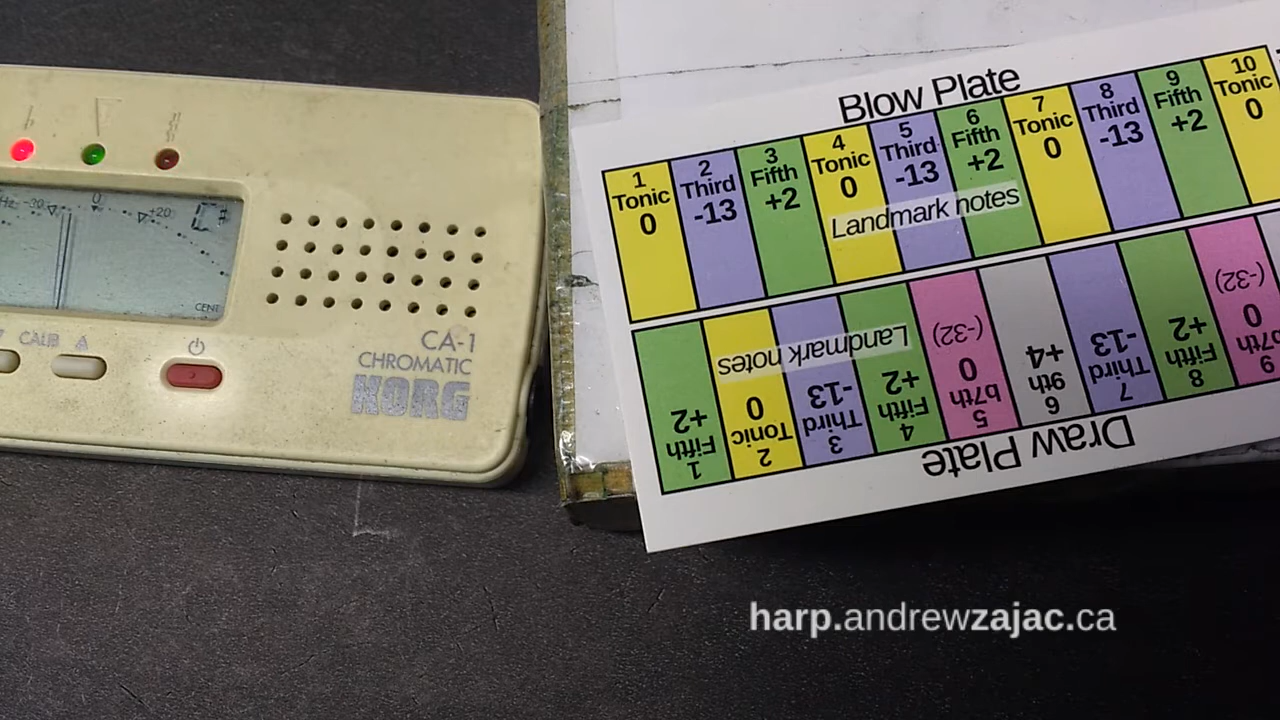 Hz -30 0 +20 C#
CENT
CALIB
CA-1
CHROMATIC
KORG
Blow Plate
1 2 3 4 5 6 7 8 9 10
Tonic Third Fifth Tonic Third Fifth Tonic Third Fifth Tonic
0 -13 +2 0 -13 +2 0 -13 +2 0
Landmark notes
Draw Plate
1 2 3 4 5 6 7 8 9
Fifth Tonic Third Fifth b7th 9th Third Fifth b7th
+2 0 -13 +2 0 +4 -13 +2 0
(-32) (-32)
Landmark notes
harp.andrewzajac.ca